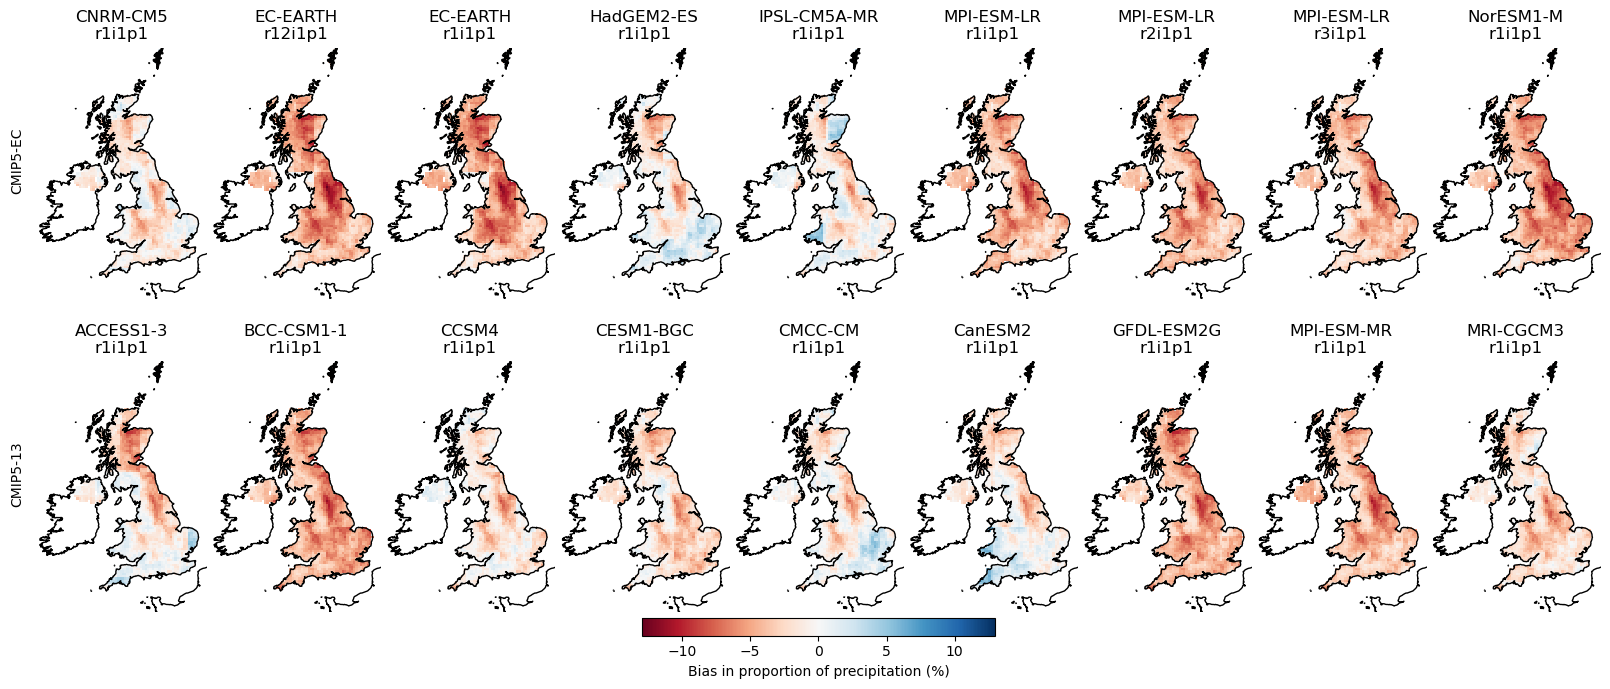 CNRM-CM5
r1i1p1
EC-EARTH
r12i1p1
EC-EARTH
r1i1p1
HadGEM2-ES
r1i1p1
IPSL-CM5A-MR
r1i1p1
MPI-ESM-LR
r1i1p1
MPI-ESM-LR
r2i1p1
MPI-ESM-LR
r3i1p1
NorESM1-M
r1i1p1
CMIP5-EC
ACCESS1-3
r1i1p1
BCC-CSM1-1
r1i1p1
CCSM4
r1i1p1
CESM1-BGC
r1i1p1
CMCC-CM
r1i1p1
CanESM2
r1i1p1
GFDL-ESM2G
r1i1p1
MPI-ESM-MR
r1i1p1
MRI-CGCM3
r1i1p1
CMIP5-13
−10 −5 0 5 10
Bias in proportion of precipitation (%)